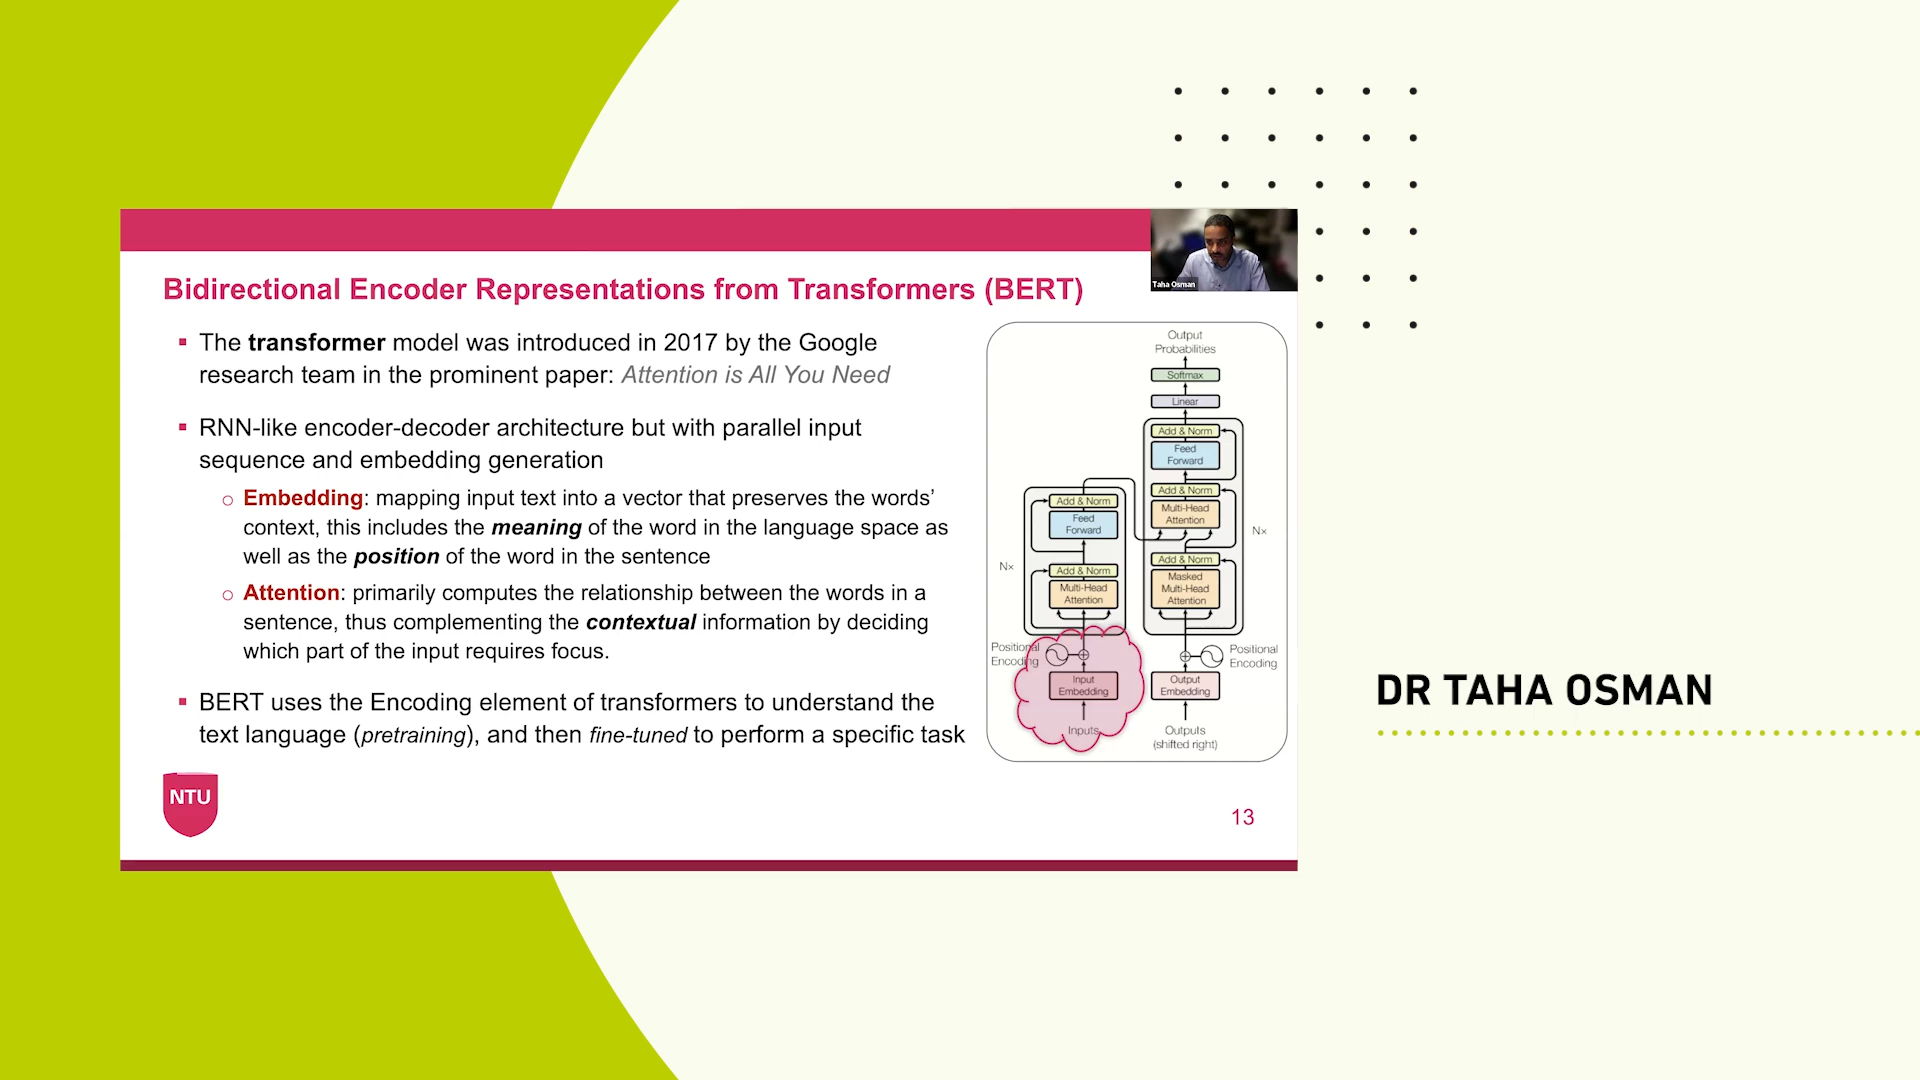 Taha Osman
Bidirectional Encoder Representations from Transformers (BERT)
The transformer model was introduced in 2017 by the Google
research team in the prominent paper: Attention is All You Need
RNN-like encoder-decoder architecture but with parallel input
sequence and embedding generation
Embedding: mapping input text into a vector that preserves the words’
context, this includes the meaning of the word in the language space as
well as the position of the word in the sentence
Attention: primarily computes the relationship between the words in a
sentence, thus complementing the contextual information by deciding
which part of the input requires focus.
BERT uses the Encoding element of transformers to understand the
text language (pretraining), and then fine-tuned to perform a specific task
Output
Probabilities
Softmax
Linear
Add & Norm
Feed
Forward
Add & Norm
Multi-Head
Attention
Add & Norm
Masked
Multi-Head
Attention
Nx
Positional
Encoding
Output
Embedding
Outputs
(shifted right)
Add & Norm
Feed
Forward
Add & Norm
Multi-Head
Attention
Nx
Positional
Encoding
Input
Embedding
Inputs
NTU
13
DR TAHA OSMAN